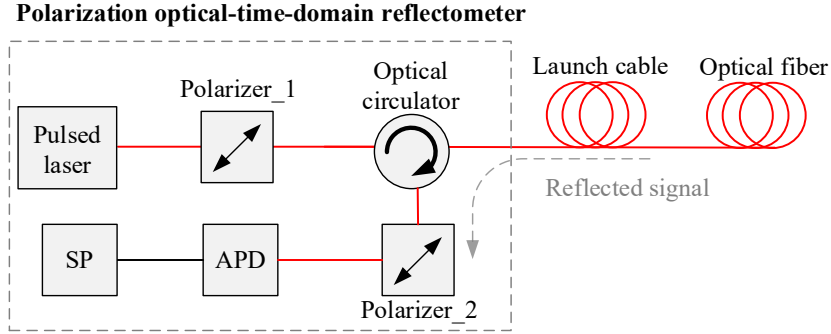 Polarization optical-time-domain reflectometer
Optical
circulator
Launch cable
Optical fiber
Polarizer_1
Pulsed
laser
Reflected signal
SP
APD
Polarizer_2